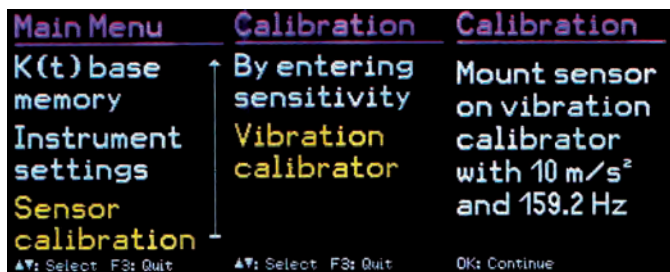 Main Menu
K(t) base
memory
Instrument
settings
Sensor
calibration
▲▼: Select F3: Quit
Calibration
By entering
sensitivity
Vibration
calibrator
▲▼: Select F3: Quit
Calibration
Mount sensor
on vibration
calibrator
with 10 m/s²
and 159.2 Hz
OK: Continue